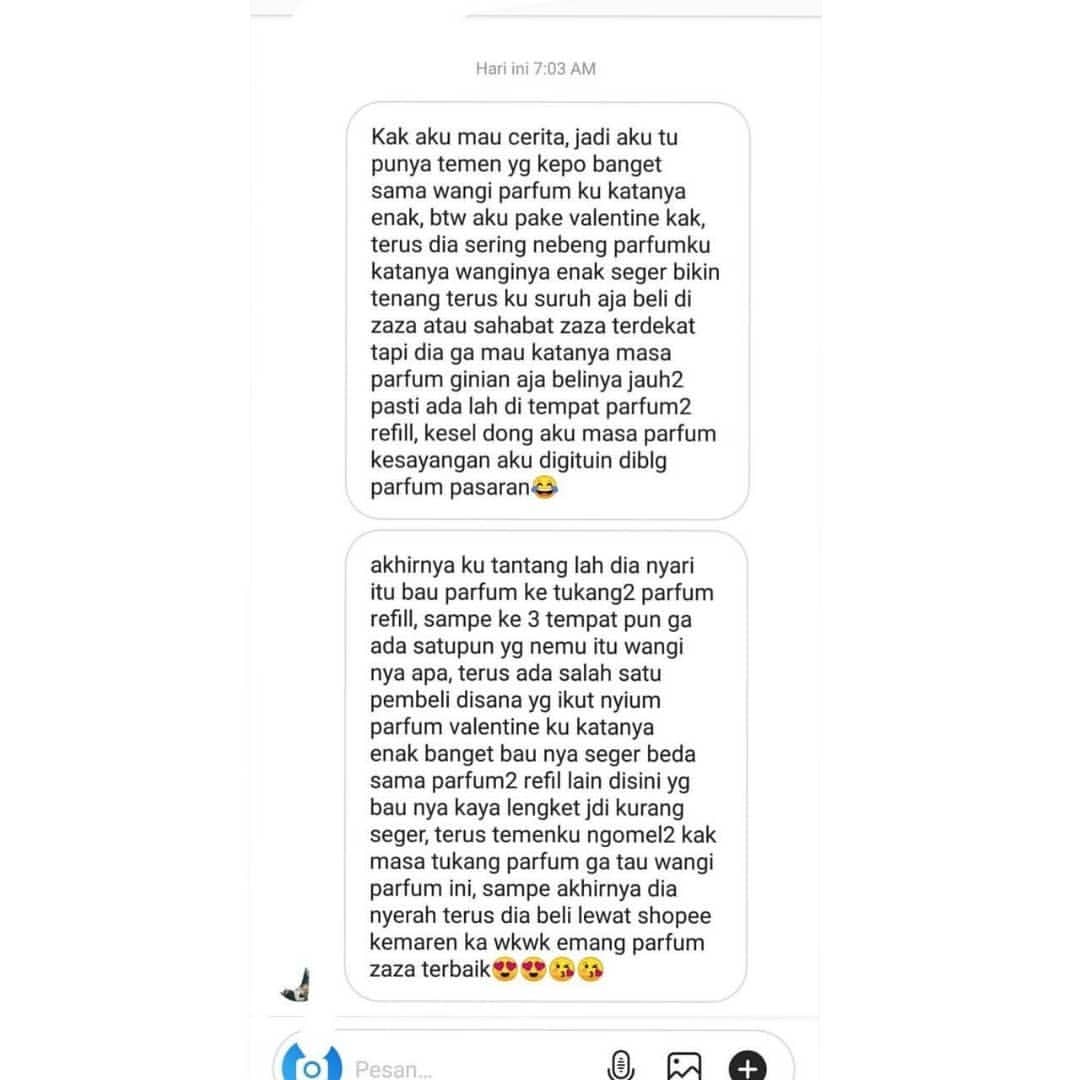 Hari ini 7:03 AM
Kak aku mau cerita, jadi aku tu
punya temen yg kepo banget
sama wangi parfum ku katanya
enak, btw aku pake valentine kak,
terus dia sering nebeng parfumku
katanya wanginya enak seger bikin
tenang terus ku suruh aja beli di
zaza atau sahabat zaza terdekat
tapi dia ga mau katanya masa
parfum ginian aja belinya jauh2
pasti ada lah di tempat parfum2
refill, kesel dong aku masa parfum
kesayangan aku digituin diblg
parfum pasaran😂
akhirnya ku tantang lah dia nyari
itu bau parfum ke tukang2 parfum
refill, sampe ke 3 tempat pun ga
ada satupun yg nemu itu wangi
nya apa, terus ada salah satu
pembeli disana yg ikut nyium
parfum valentine ku katanya
enak banget bau nya seger beda
sama parfum2 refil lain disini yg
bau nya kaya lengket jdi kurang
seger, terus temenku ngomel2 kak
masa tukang parfum ga tau wangi
parfum ini, sampe akhirnya dia
nyerah terus dia beli lewat shopee
kemaren ka wkwk emang parfum
zaza terbaik😍😍😘😘
Pesan...